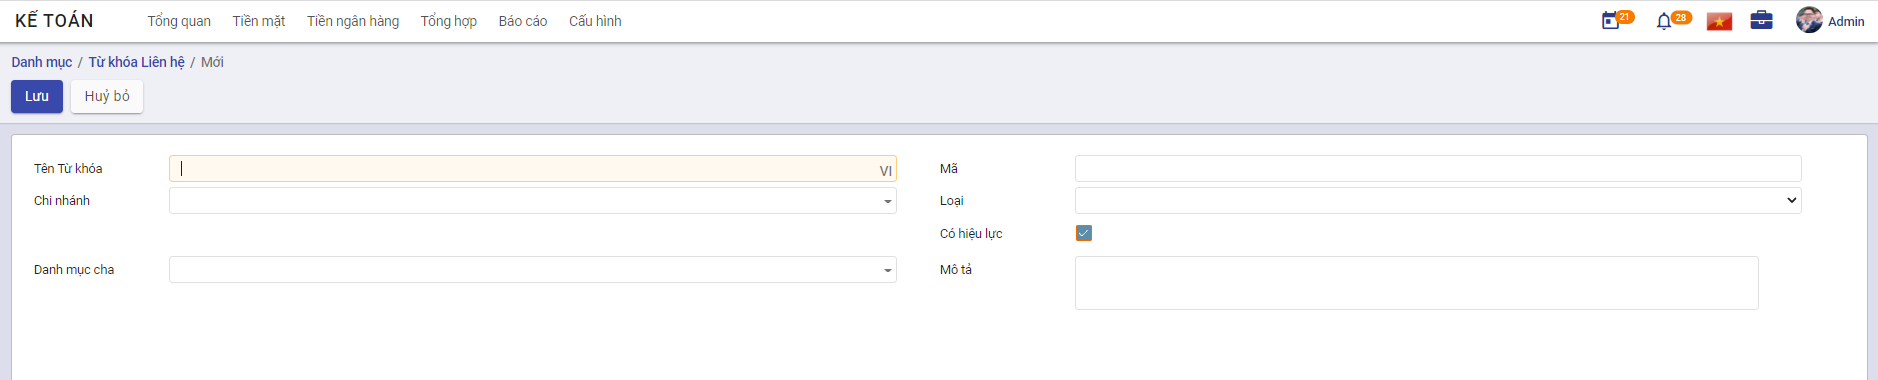 KẾ TOÁN Tổng quan Tiền mặt Tiền ngân hàng Tổng hợp Báo cáo Cấu hình 21 28 Admin
Danh mục / Từ khóa Liên hệ / Mới
Lưu Huỷ bỏ
Tên Từ khóa VI Mã
Chi nhánh Loại
Có hiệu lực
Danh mục cha Mô tả